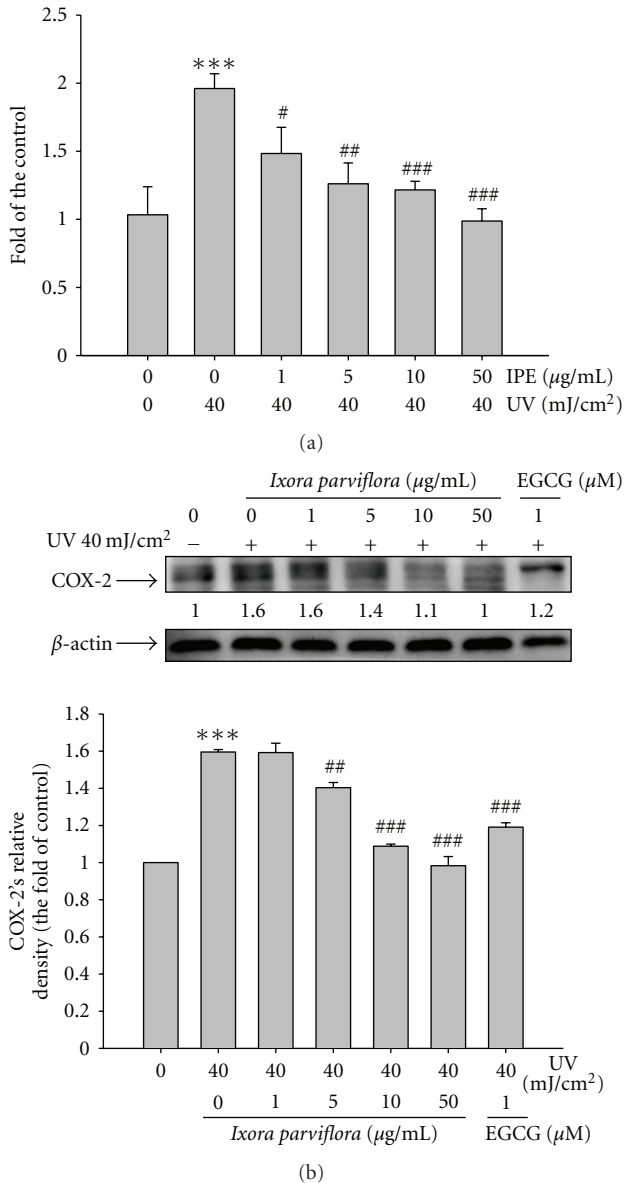 2.5
2
1.5
1
0.5
0
Fold of the control
***
#
##
###
###
0 0 1 5 10 50 IPE (μg/mL)
0 40 40 40 40 40 UV (mJ/cm²)
(a)
Ixora parviflora (μg/mL) EGCG (μM)
0 0 1 5 10 50 1
UV 40 mJ/cm² − + + + + + +
COX-2
1 1.6 1.6 1.4 1.1 1 1.2
β-actin
1.8
1.6
1.4
1.2
1
0.8
0.6
0.4
0.2
0
COX-2's relative
density (the fold of control)
***
##
###
###
###
0 40 40 40 40 40 40 UV
(mJ/cm²)
0 1 5 10 50 1
Ixora parviflora (μg/mL) EGCG (μM)
(b)